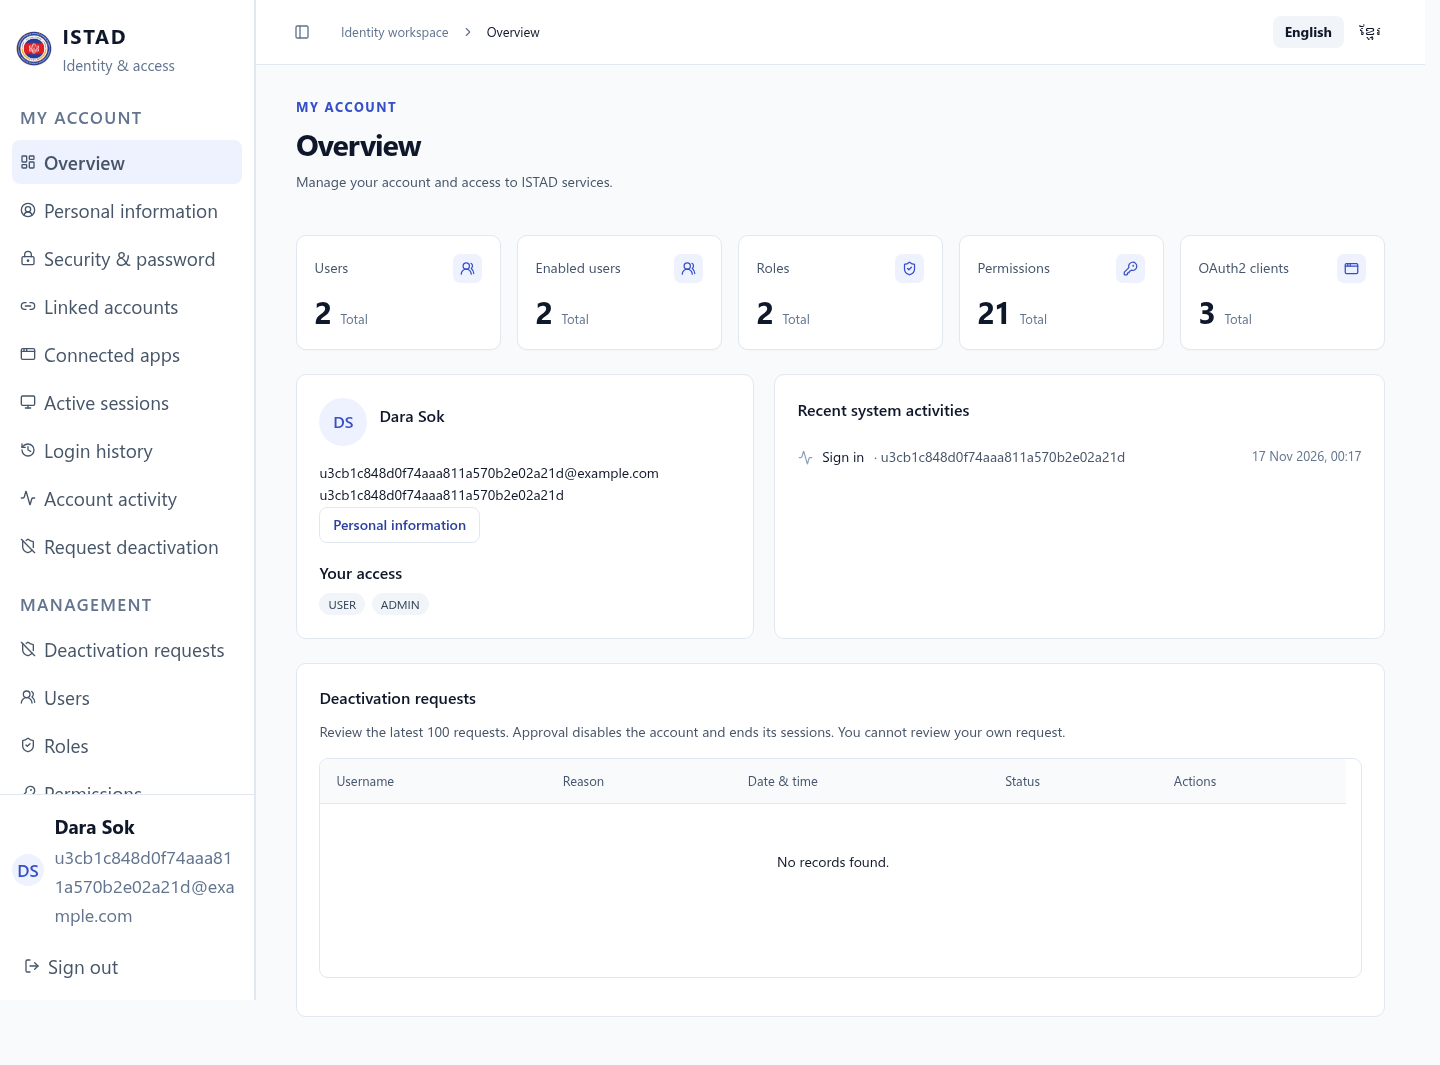 ISTAD
Identity & access
MY ACCOUNT
Overview
Personal information
Security & password
Linked accounts
Connected apps
Active sessions
Login history
Account activity
Request deactivation
MANAGEMENT
Deactivation requests
Users
Roles
Permissions
Dara Sok
DS
u3cb1c848d0f74aaa81
1a570b2e02a21d@exa
mple.com
Sign out
Identity workspace > Overview
English ខ្មែរ
MY ACCOUNT
Overview
Manage your account and access to ISTAD services.
Users
2 Total
Enabled users
2 Total
Roles
2 Total
Permissions
21 Total
OAuth2 clients
3 Total
DS Dara Sok
u3cb1c848d0f74aaa811a570b2e02a21d@example.com
u3cb1c848d0f74aaa811a570b2e02a21d
Personal information
Your access
USER ADMIN
Recent system activities
Sign in · u3cb1c848d0f74aaa811a570b2e02a21d 17 Nov 2026, 00:17
Deactivation requests
Review the latest 100 requests. Approval disables the account and ends its sessions. You cannot review your own request.
Username Reason Date & time Status Actions
No records found.